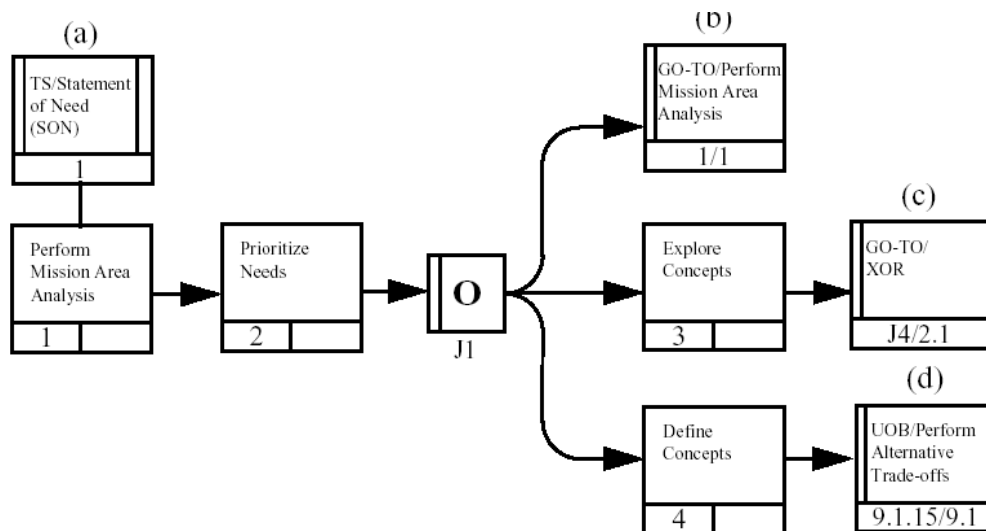 (a)
TS/Statement
of Need
(SON)
1
Perform
Mission Area
Analysis
1
Prioritize
Needs
2
O
J1
(b)
GO-TO/Perform
Mission Area
Analysis
1/1
Explore
Concepts
3
(c)
GO-TO/
XOR
J4/2.1
Define
Concepts
4
(d)
UOB/Perform
Alternative
Trade-offs
9.1.15/9.1